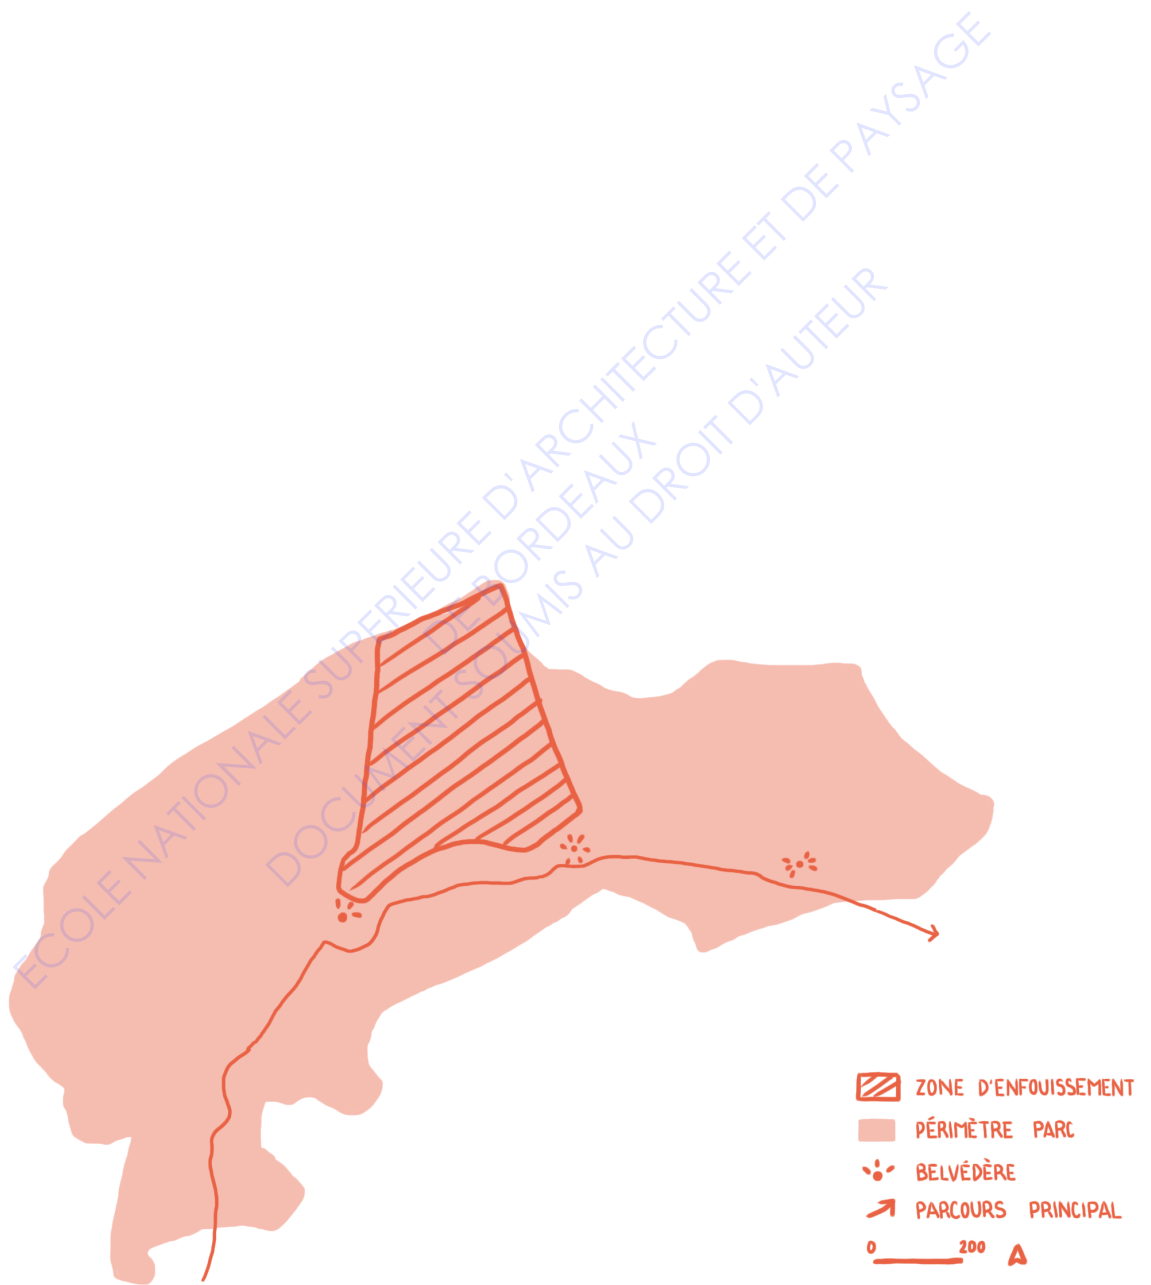 ECOLE NATIONALE SUPERIEURE D'ARCHITECTURE ET DE PAYSAGE
DE BORDEAUX
DOCUMENT SOUMIS AU DROIT D'AUTEUR
ZONE D'ENFOUISSEMENT
PÉRIMÈTRE PARC
BELVÉDÈRE
PARCOURS PRINCIPAL
0 200